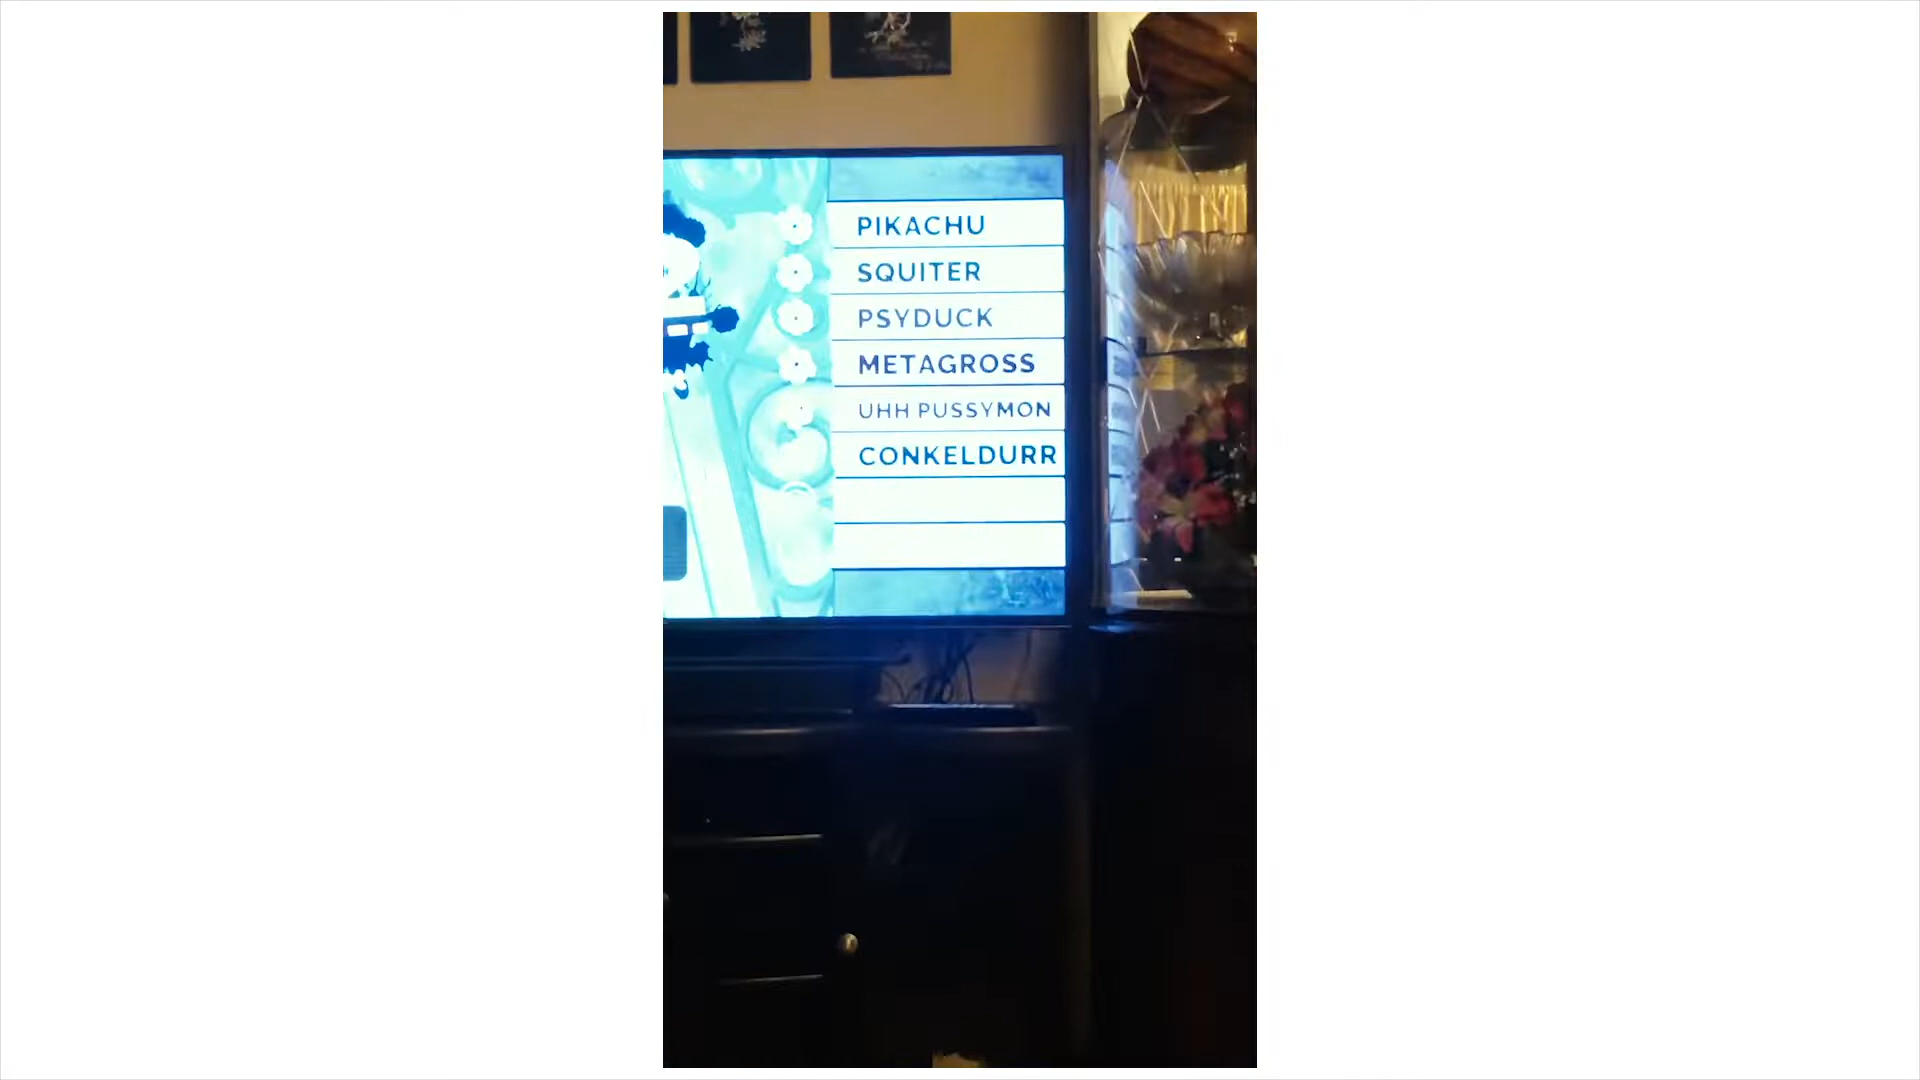 PIKACHU
SQUITER
PSYDUCK
METAGROSS
UHH PUSSYMON
CONKELDURR